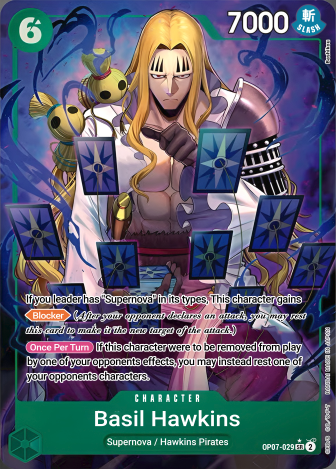 6
7000
斬
SLASH
If you leader has "Supernova" in its types, This character gains
Blocker (After your opponent declares an attack, you may rest
this card to make it the new target of the attack.)
Once Per Turn If this character were to be removed from play
by one of your opponents effects, you may instead rest one of
your opponents characters.
CHARACTER
Basil Hawkins
Supernova / Hawkins Pirates
OP07-029 SR 2